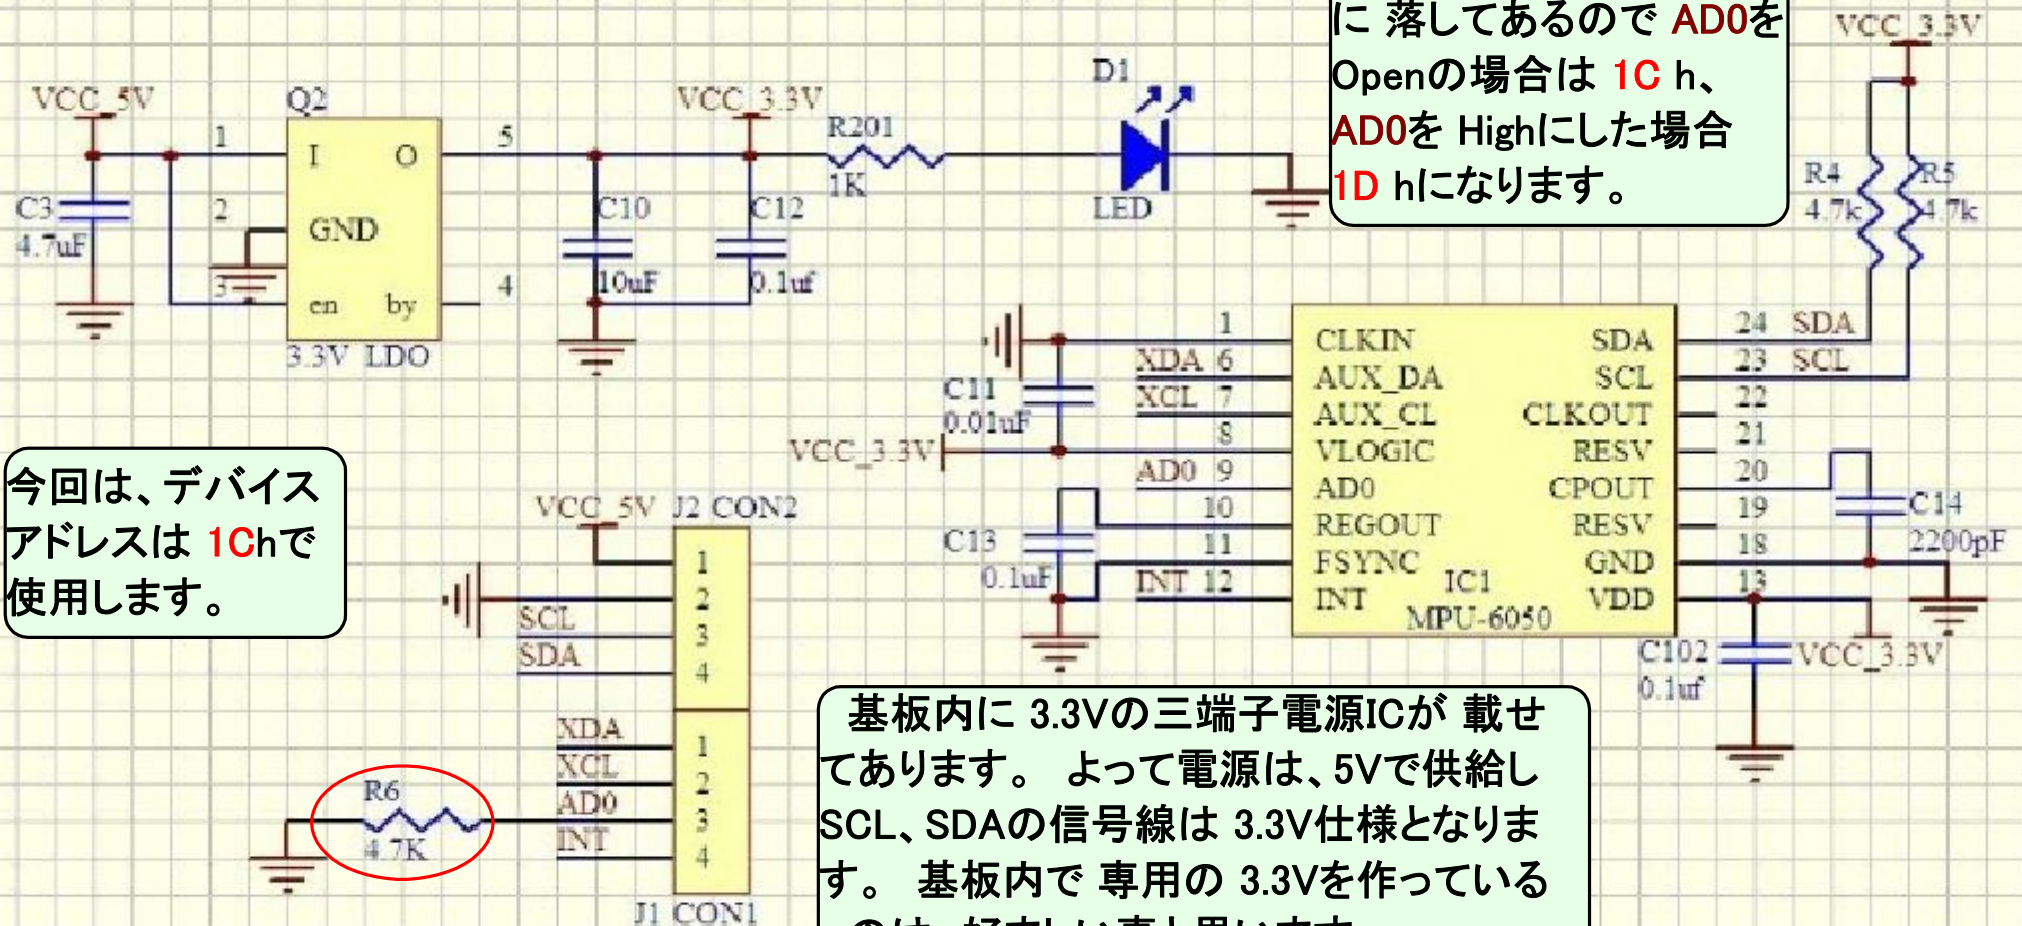 に 落してあるので AD0を
Openの場合は 1C h、
AD0を Highにした場合
1D hになります。
VCC_5V
Q2
1
I
O
5
2
GND
3
en
by
4
3.3V LDO
C3
4.7uF
VCC_3.3V
C10
10uF
C12
0.1uf
R201
1K
D1
LED
VCC_3.3V
R4
4.7k
R5
4.7k
1
CLKIN
SDA
24
SDA
XDA
6
AUX_DA
SCL
23
SCL
XCL
7
AUX_CL
CLKOUT
22
C11
0.01uF
VCC_3.3V
8
VLOGIC
RESV
21
AD0
9
AD0
CPOUT
20
10
REGOUT
RESV
19
C13
0.1uF
11
FSYNC
GND
18
INT
12
INT
VDD
13
IC1
MPU-6050
C14
2200pF
C102
0.1uf
VCC_3.3V
今回は、デバイス
アドレスは 1Chで
使用します。
VCC_5V
J2 CON2
1
2
SCL
3
SDA
4
XDA
1
XCL
2
AD0
3
INT
4
R6
4.7K
J1 CON1
基板内に 3.3Vの三端子電源ICが 載せ
てあります。 よって電源は、5Vで供給し
SCL、SDAの信号線は 3.3V仕様となりま
す。 基板内で 専用の 3.3Vを作っている